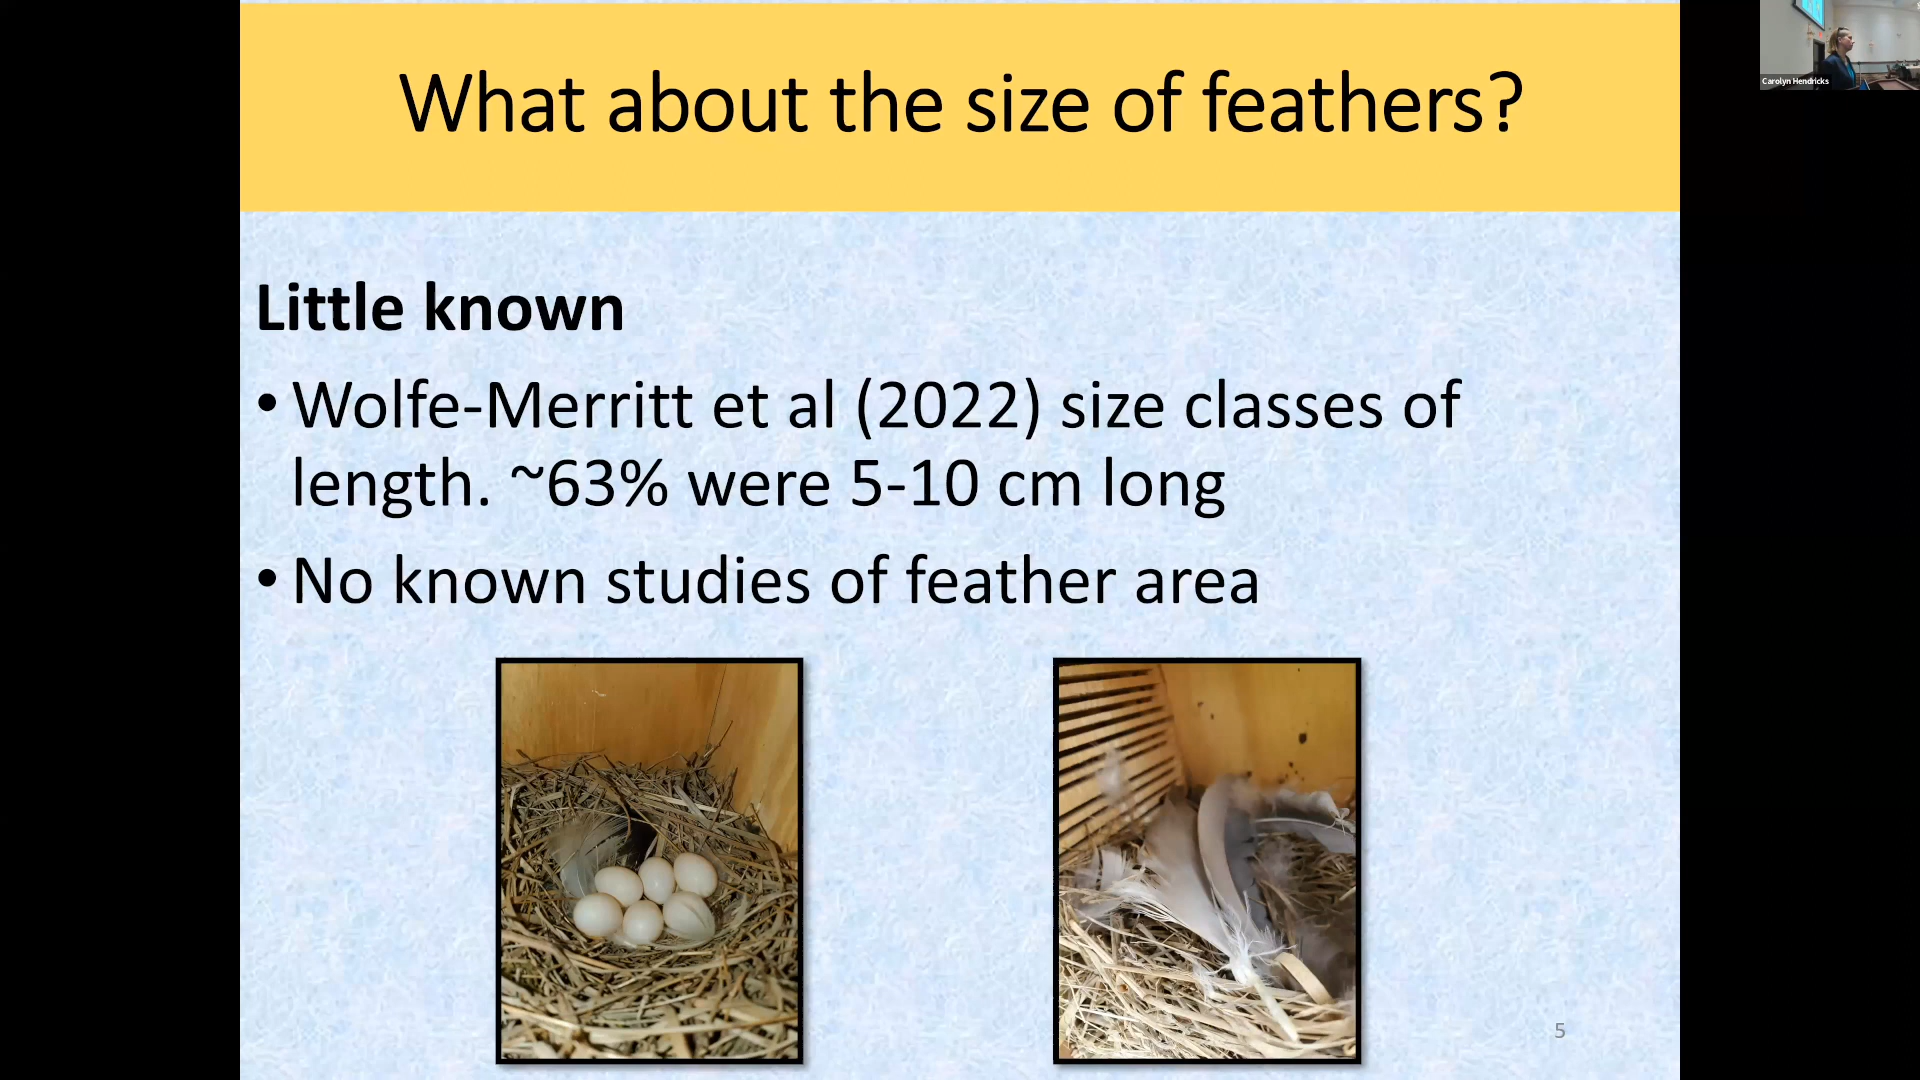 What about the size of feathers?
Carolyn Hendricks
Little known
• Wolfe-Merritt et al (2022) size classes of
length. ~63% were 5-10 cm long
• No known studies of feather area
5